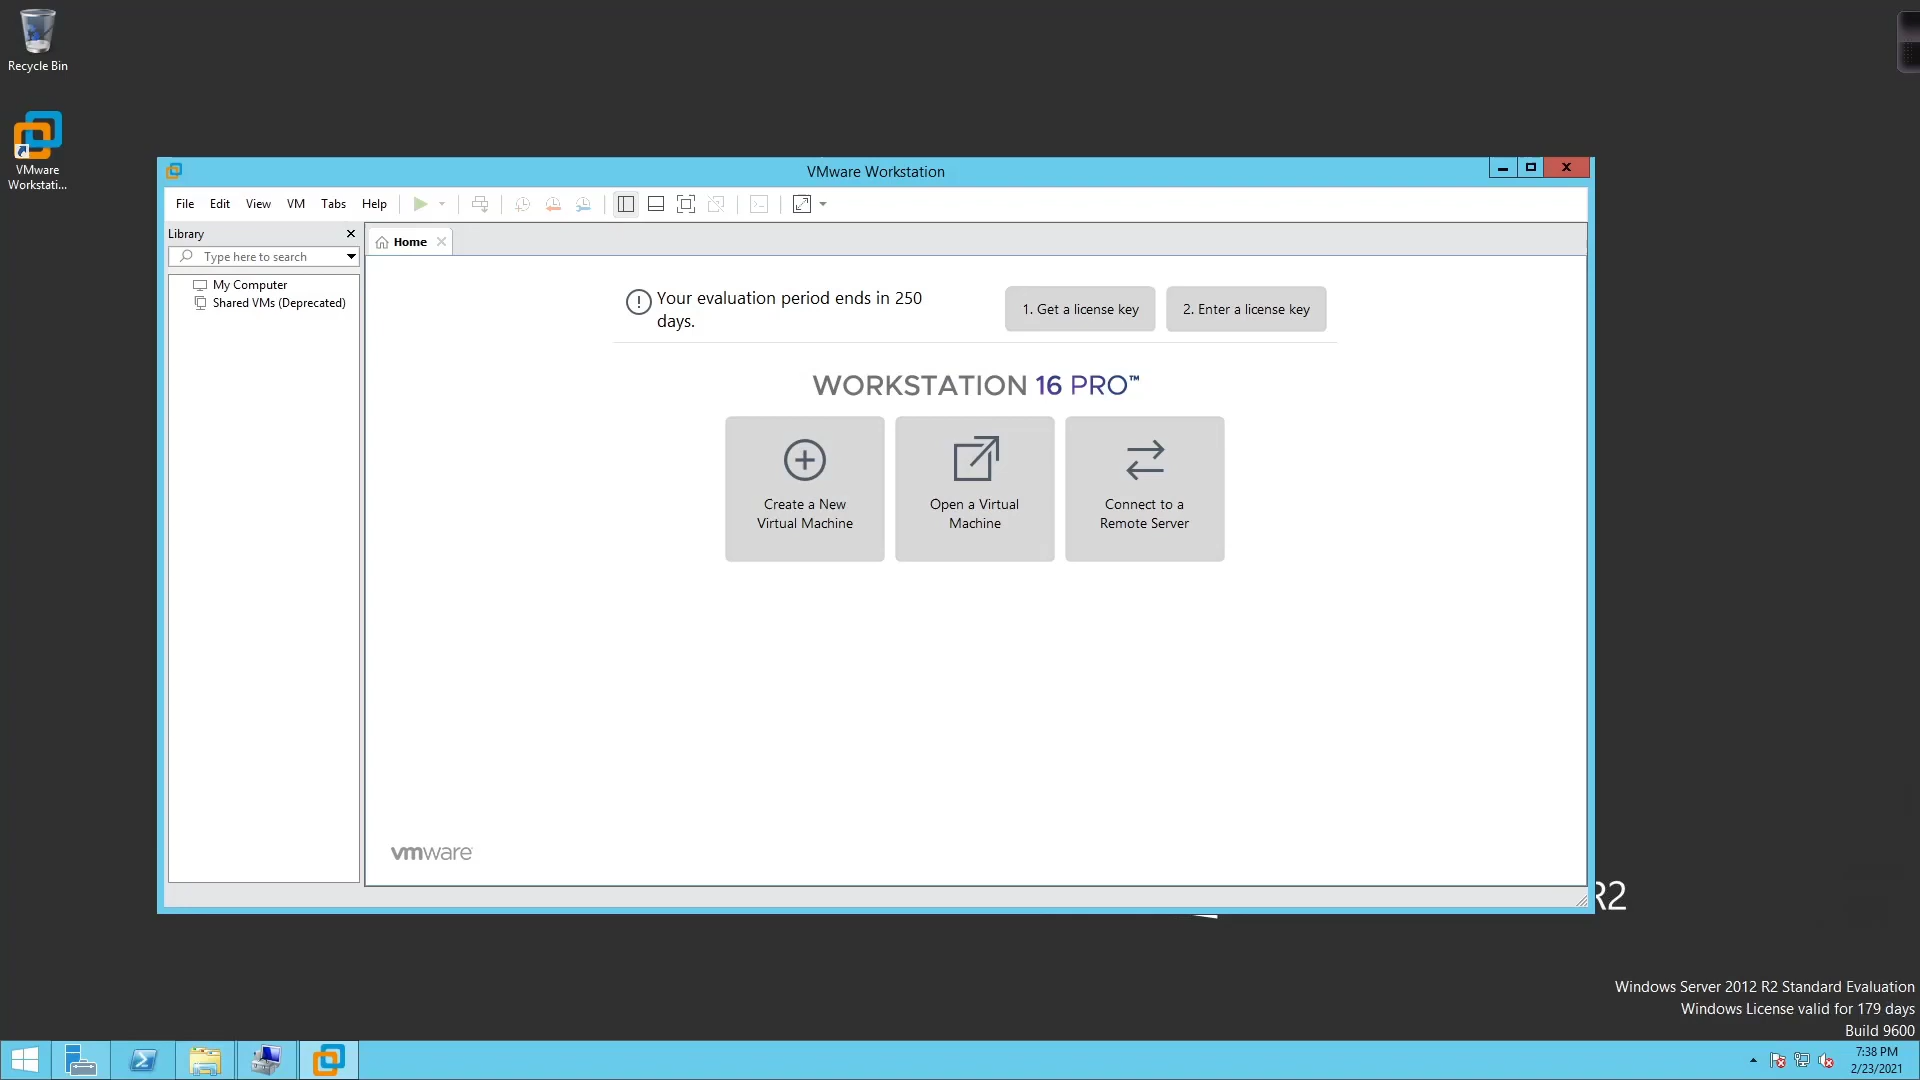 Recycle Bin
VMware
Workstati...
VMware Workstation
File Edit View VM Tabs Help
Library
Type here to search
My Computer
Shared VMs (Deprecated)
Home
Your evaluation period ends in 250
days.
1. Get a license key
2. Enter a license key
WORKSTATION 16 PRO™
Create a New
Virtual Machine
Open a Virtual
Machine
Connect to a
Remote Server
vmware
R2
Windows Server 2012 R2 Standard Evaluation
Windows License valid for 179 days
Build 9600
7:38 PM
2/23/2021